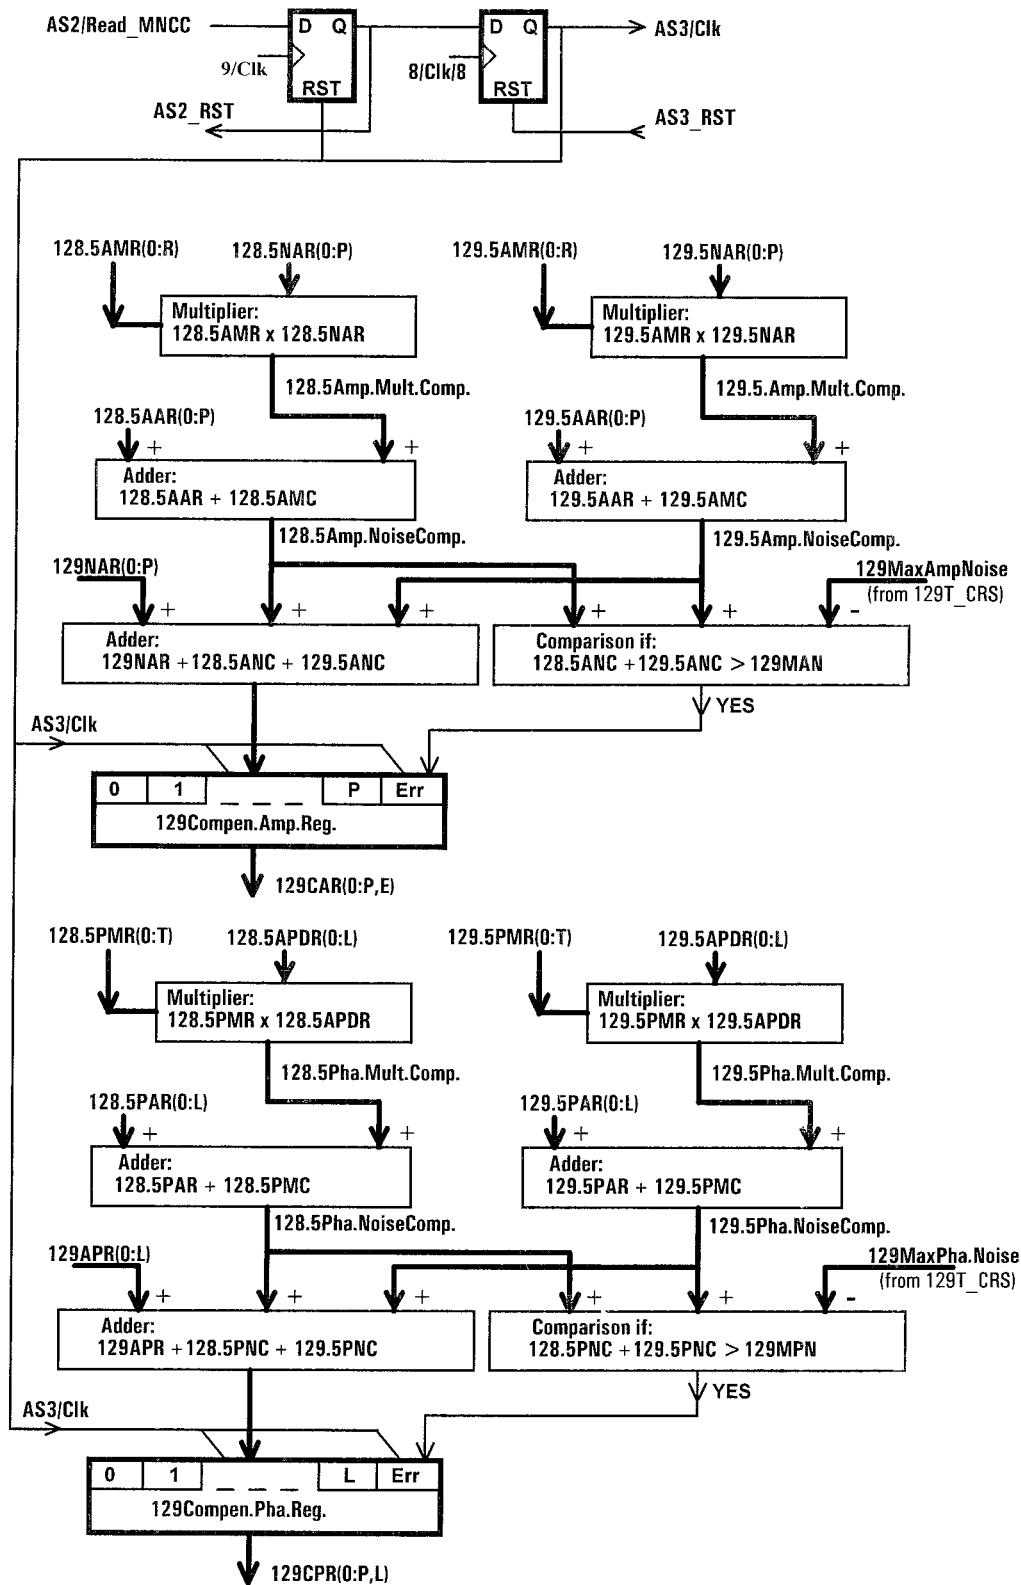 AS2/Read_MNCC
D Q
D Q
AS3/Clk
9/Clk
8/Clk/8
RST
RST
AS2_RST
AS3_RST
128.5AMR(0:R)
128.5NAR(0:P)
129.5AMR(0:R)
129.5NAR(0:P)
Multiplier:
128.5AMR x 128.5NAR
Multiplier:
129.5AMR x 129.5NAR
128.5Amp.Mult.Comp.
129.5.Amp.Mult.Comp.
128.5AAR(0:P)
129.5AAR(0:P)
+ +
+ +
Adder:
128.5AAR + 128.5AMC
Adder:
129.5AAR + 129.5AMC
128.5Amp.NoiseComp.
129.5Amp.NoiseComp.
129NAR(0:P)
129MaxAmpNoise
(from 129T_CRS)
+ + +
+ + -
Adder:
129NAR +128.5ANC + 129.5ANC
Comparison if:
128.5ANC +129.5ANC > 129MAN
YES
AS3/Clk
0 1 _ _ _ P Err
129Compen.Amp.Reg.
129CAR(0:P,E)
128.5PMR(0:T)
128.5APDR(0:L)
129.5PMR(0:T)
129.5APDR(0:L)
Multiplier:
128.5PMR x 128.5APDR
Multiplier:
129.5PMR x 129.5APDR
128.5Pha.Mult.Comp.
129.5Pha.Mult.Comp.
128.5PAR(0:L)
129.5PAR(0:L)
+ +
+ +
Adder:
128.5PAR + 128.5PMC
Adder:
129.5PAR + 129.5PMC
128.5Pha.NoiseComp.
129.5Pha.NoiseComp.
129APR(0:L)
129MaxPha.Noise
(from 129T_CRS)
+ + +
+ + -
Adder:
129APR +128.5PNC + 129.5PNC
Comparison if:
128.5PNC +129.5PNC > 129MPN
YES
AS3/Clk
0 1 _ _ _ L Err
129Compen.Pha.Reg.
129CPR(0:P,L)